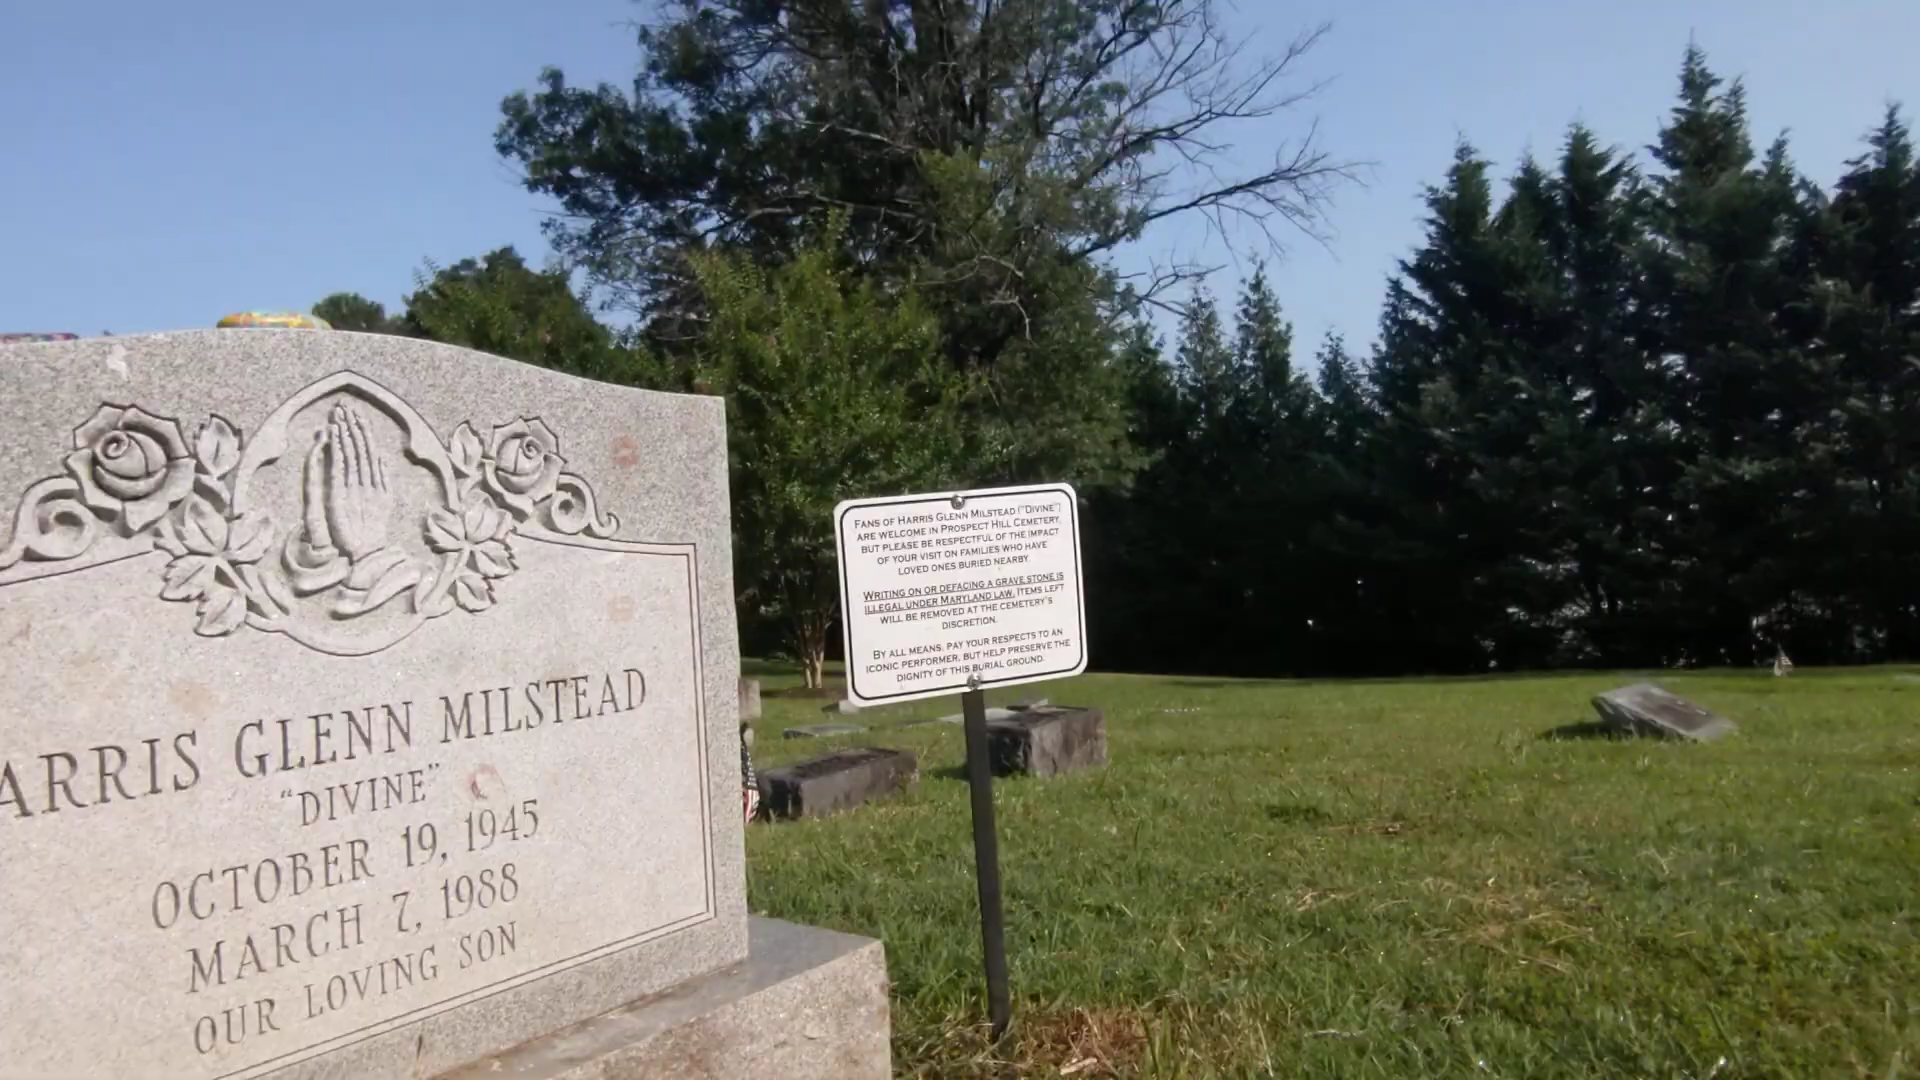 ARRIS GLENN MILSTEAD
"DIVINE"
OCTOBER 19, 1945
MARCH 7, 1988
OUR LOVING SON
FANS OF HARRIS GLENN MILSTEAD ("DIVINE")
ARE WELCOME IN PROSPECT HILL CEMETERY,
BUT PLEASE BE RESPECTFUL OF THE IMPACT
OF YOUR VISIT ON FAMILIES WHO HAVE
LOVED ONES BURIED NEARBY.
WRITING ON OR DEFACING A GRAVE STONE IS
ILLEGAL UNDER MARYLAND LAW. ITEMS LEFT
WILL BE REMOVED AT THE CEMETERY'S
DISCRETION.
BY ALL MEANS, PAY YOUR RESPECTS TO AN
ICONIC PERFORMER, BUT HELP PRESERVE THE
DIGNITY OF THIS BURIAL GROUND.